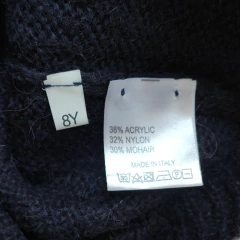 8Y
38% ACRYLIC
32% NYLON
30% MOHAIR
MADE IN ITALY